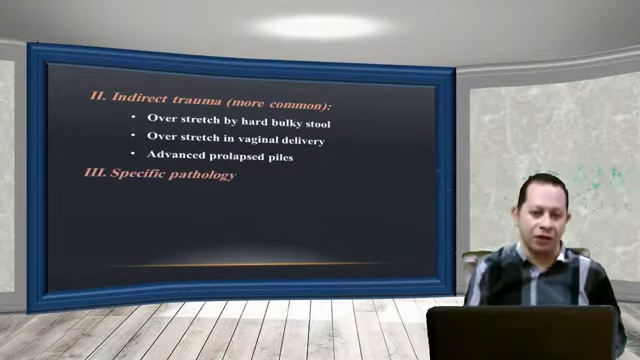 II. Indirect trauma (more common):
• Over stretch by hard bulky stool
• Over stretch in vaginal delivery
• Advanced prolapsed piles
III. Specific pathology